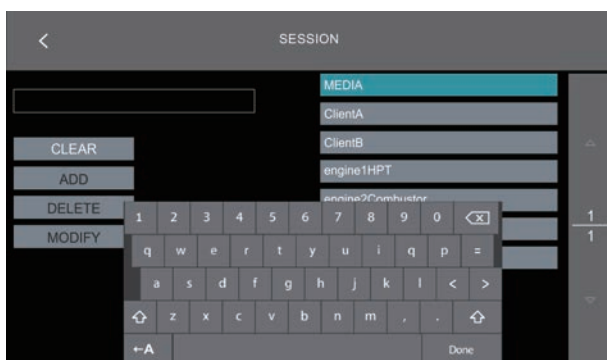 SESSION
MEDIA
ClientA
ClientB
engine1HPT
engine2Combustor
CLEAR
ADD
DELETE
MODIFY
1
1
1 2 3 4 5 6 7 8 9 0
q w e r t y u i q p =
a s d f g h j k l < >
z x c v b n m , .
←A Done